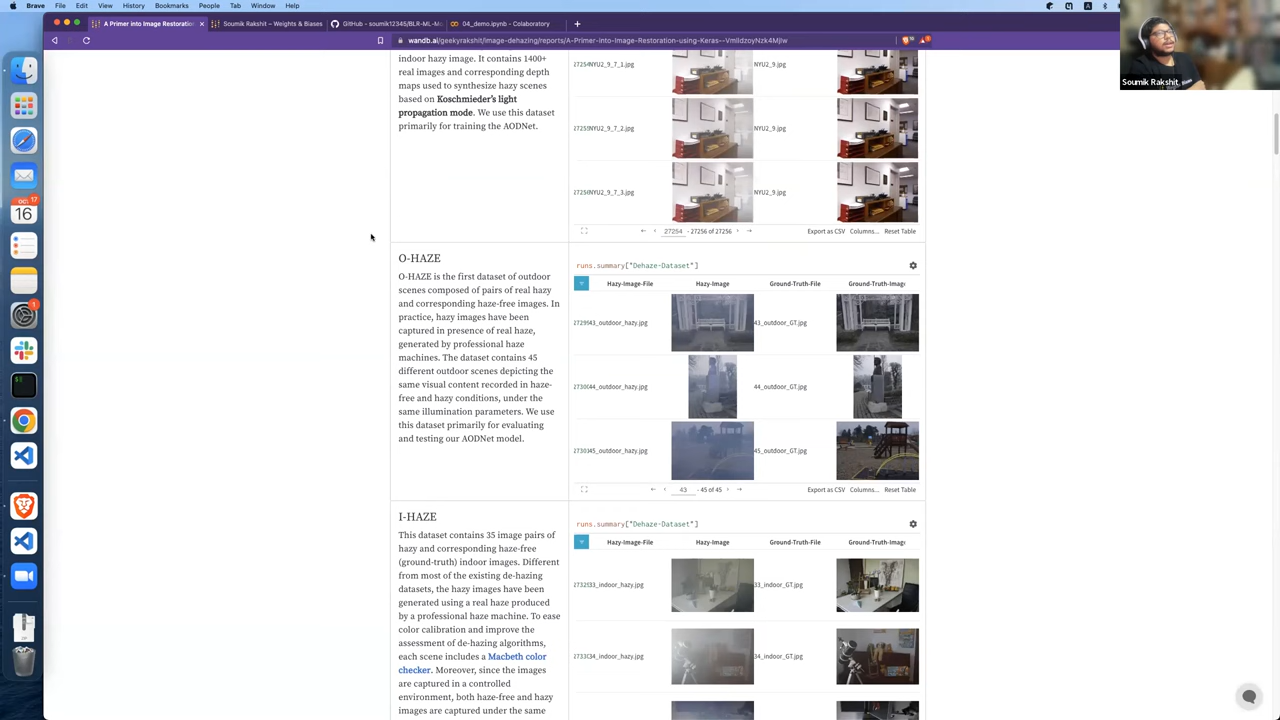 Brave File Edit View History Bookmarks People Tab Window Help
A Primer into Image Restoration
Soumik Rakshit – Weights & Biases
GitHub - soumik12345/BLR-ML-Mo
04_demo.ipynb - Colaboratory
wandb.ai/geekyrakshit/image-dehazing/reports/A-Primer-into-Image-Restoration-using-Keras--VmlldzoyNzk4Mjiw
Soumik Rakshit
indoor hazy image. It contains 1400+
real images and corresponding depth
maps used to synthesize hazy scenes
based on Koschmieder's light
propagation mode. We use this dataset
primarily for training the AODNet.
27254 NYU2_9_7_1.jpg NYU2_9.jpg
27255 NYU2_9_7_2.jpg NYU2_9.jpg
27256 NYU2_9_7_3.jpg NYU2_9.jpg
27254 - 27256 of 27256 Export as CSV Columns... Reset Table
O-HAZE
O-HAZE is the first dataset of outdoor
scenes composed of pairs of real hazy
and corresponding haze-free images. In
practice, hazy images have been
captured in presence of real haze,
generated by professional haze
machines. The dataset contains 45
different outdoor scenes depicting the
same visual content recorded in haze-
free and hazy conditions, under the
same illumination parameters. We use
this dataset primarily for evaluating
and testing our AODNet model.
runs.summary["Dehaze-Dataset"]
Hazy-Image-File Hazy-Image Ground-Truth-File Ground-Truth-Image
43_outdoor_hazy.jpg 43_outdoor_GT.jpg
44_outdoor_hazy.jpg 44_outdoor_GT.jpg
45_outdoor_hazy.jpg 45_outdoor_GT.jpg
43 - 45 of 45 Export as CSV Columns... Reset Table
I-HAZE
This dataset contains 35 image pairs of
hazy and corresponding haze-free
(ground-truth) indoor images. Different
from most of the existing de-hazing
datasets, the hazy images have been
generated using a real haze produced
by a professional haze machine. To ease
color calibration and improve the
assessment of de-hazing algorithms,
each scene includes a Macbeth color
checker. Moreover, since the images
are captured in a controlled
environment, both haze-free and hazy
images are captured under the same
runs.summary["Dehaze-Dataset"]
Hazy-Image-File Hazy-Image Ground-Truth-File Ground-Truth-Image
33_indoor_hazy.jpg 33_indoor_GT.jpg
34_indoor_hazy.jpg 34_indoor_GT.jpg
OCT 17
16